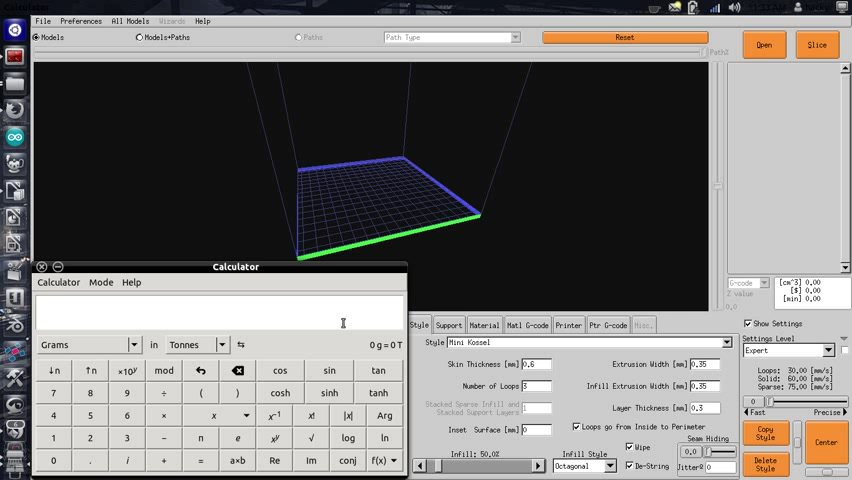 Calculator
File Preferences All Models Wizards Help
Models Models+Paths Paths Path Type Reset Open Slice
Path%
G-code
Z value
0.0
[cm^3] 0.00
[$] 0.00
[min] 0.00
Calculator
Calculator Mode Help
Grams in Tonnes 0 g = 0 T
↓n ↑n ×10ʸ mod cos sin tan
7 8 9 ÷ ( ) cosh sinh tanh
4 5 6 × x x⁻¹ x! |x| Arg
1 2 3 − π e xʸ √ log ln
0 . i + = a×b Re Im conj f(x)
Style Support Material Matl G-code Printer Ptr G-code Misc.
Style Mini Kossel
Skin Thickness [mm] 0.6 Extrusion Width [mm] 0.35
Number of Loops 3 Infill Extrusion Width [mm] 0.35
Stacked Sparse Infill and
Stacked Support Layers 1
Layer Thickness [mm] 0.3
Inset Surface [mm] 0 Loops go from Inside to Perimeter
Infill: 50.0% Infill Style
Octagonal
Wipe
De-String
Seam Hiding
0.0
Jitter° 0
Show Settings
Settings Level
Expert
Loops: 30.00 [mm/s]
Solid: 60.00 [mm/s]
Sparse: 75.00 [mm/s]
0
Fast Precise
Copy
Style
Delete
Style
Center